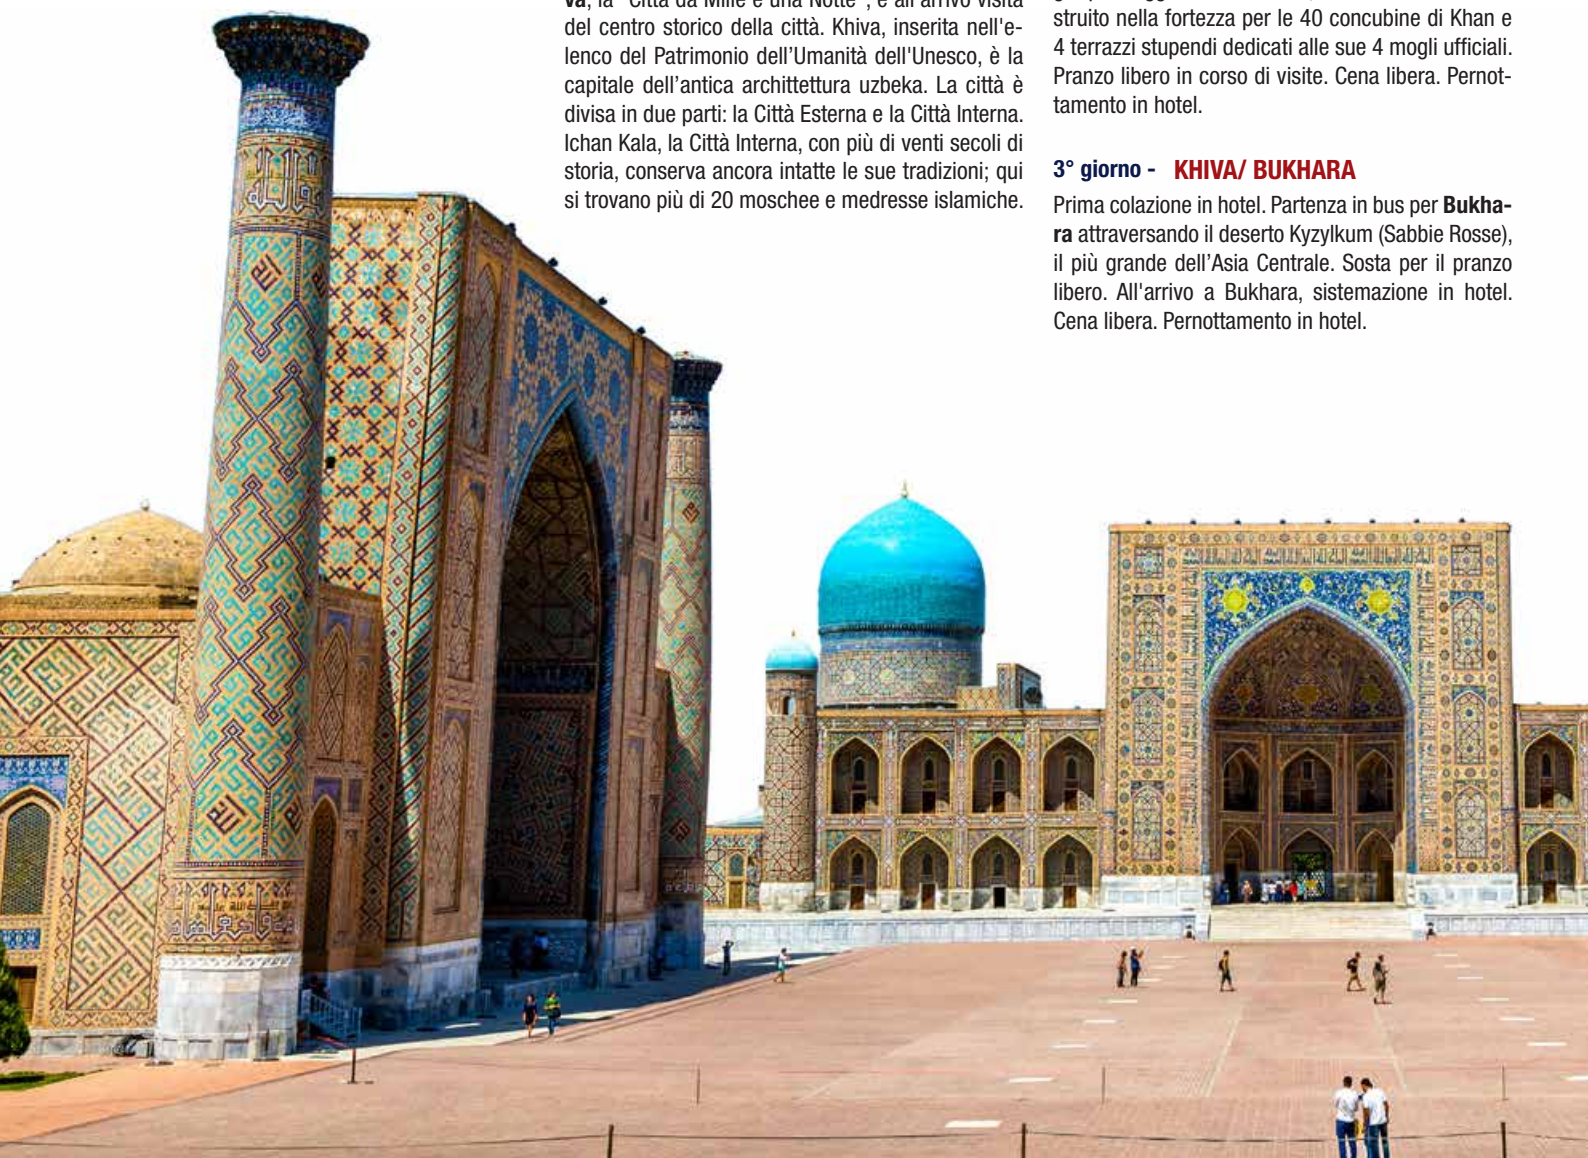 va, la "Città da Mille e una Notte", e all'arrivo visita
del centro storico della città. Khiva, inserita nell'e-
lenco del Patrimonio dell’Umanità dell'Unesco, è la
capitale dell’antica archittettura uzbeka. La città è
divisa in due parti: la Città Esterna e la Città Interna.
Ichan Kala, la Città Interna, con più di venti secoli di
storia, conserva ancora intatte le sue tradizioni; qui
si trovano più di 20 moschee e medresse islamiche.
struito nella fortezza per le 40 concubine di Khan e
4 terrazzi stupendi dedicati alle sue 4 mogli ufficiali.
Pranzo libero in corso di visite. Cena libera. Pernot-
tamento in hotel.
3° giorno - KHIVA/ BUKHARA
Prima colazione in hotel. Partenza in bus per Bukha-
ra attraversando il deserto Kyzylkum (Sabbie Rosse),
il più grande dell’Asia Centrale. Sosta per il pranzo
libero. All'arrivo a Bukhara, sistemazione in hotel.
Cena libera. Pernottamento in hotel.